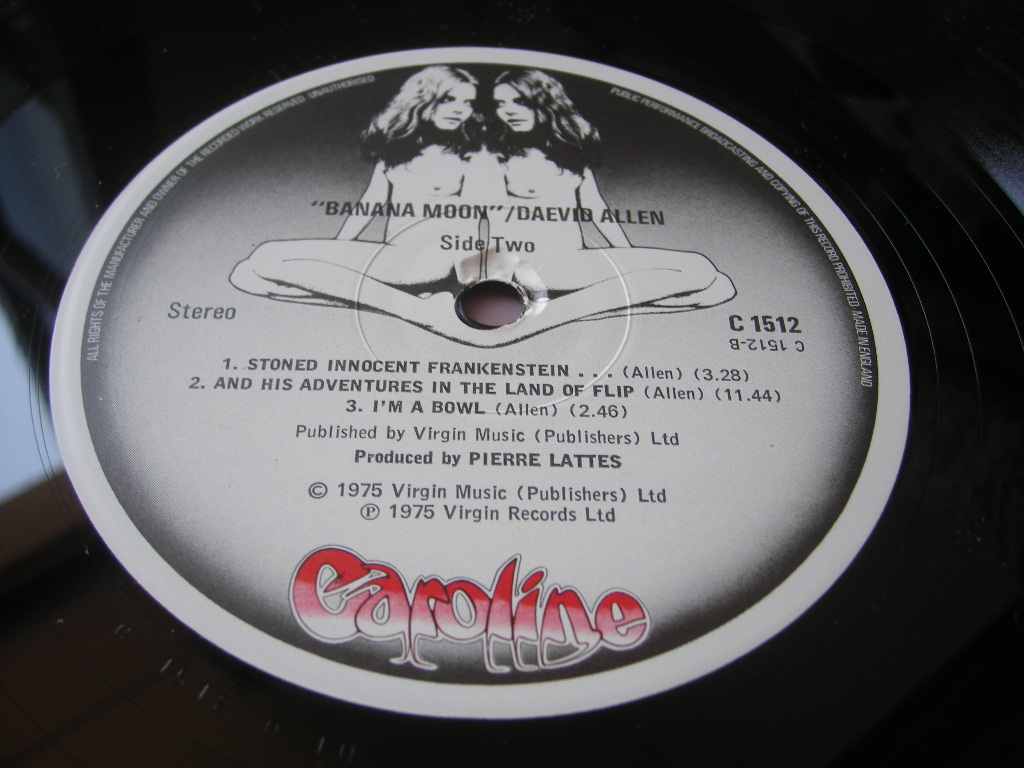 ALL RIGHTS OF THE MANUFACTURER AND OWNER OF THE RECORDED WORK RESERVED UNAUTHORISED
PUBLIC PERFORMANCE BROADCASTING AND COPYING OF THIS RECORD PROHIBITED MADE IN ENGLAND
"BANANA MOON"/DAEVID ALLEN
Side Two
Stereo
C 1512
C 1512-B
1. STONED INNOCENT FRANKENSTEIN . . . (Allen) (3.28)
2. AND HIS ADVENTURES IN THE LAND OF FLIP (Allen) (11.44)
3. I'M A BOWL (Allen) (2.46)
Published by Virgin Music (Publishers) Ltd
Produced by PIERRE LATTES
© 1975 Virgin Music (Publishers) Ltd
℗ 1975 Virgin Records Ltd
Caroline